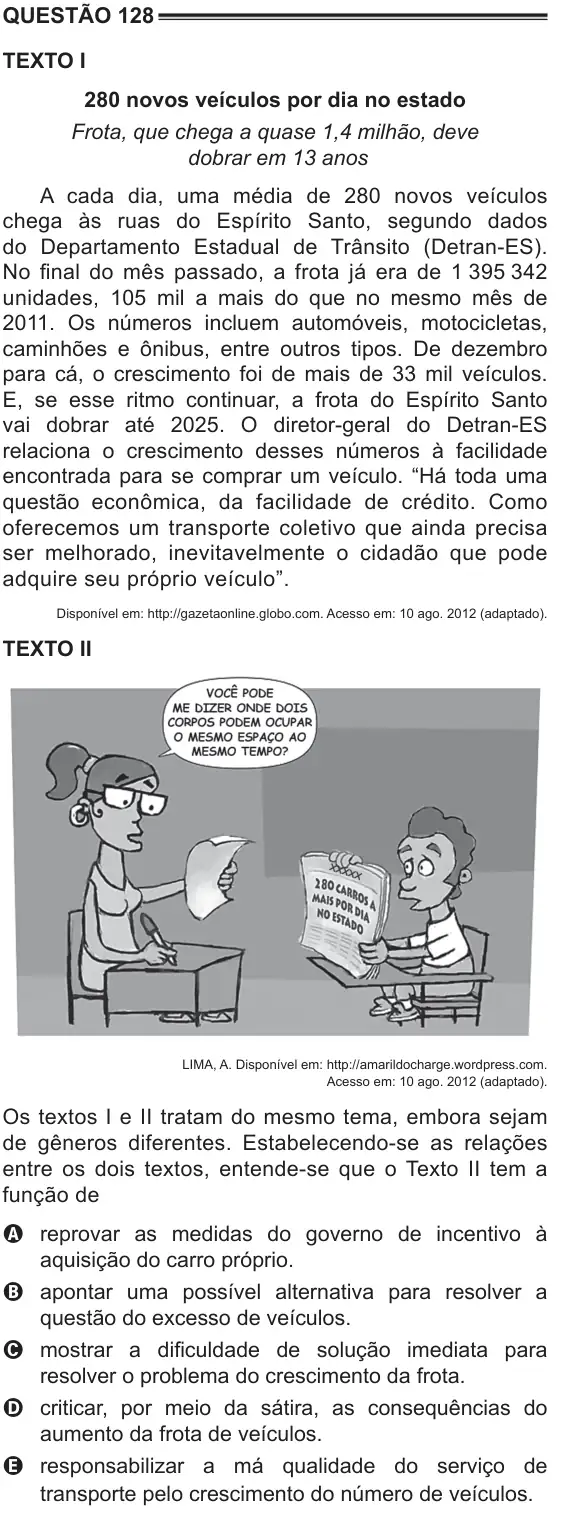 QUESTÃO 128
TEXTO I
280 novos veículos por dia no estado
Frota, que chega a quase 1,4 milhão, deve
dobrar em 13 anos
A cada dia, uma média de 280 novos veículos
chega às ruas do Espírito Santo, segundo dados
do Departamento Estadual de Trânsito (Detran-ES).
No final do mês passado, a frota já era de 1 395 342
unidades, 105 mil a mais do que no mesmo mês de
2011. Os números incluem automóveis, motocicletas,
caminhões e ônibus, entre outros tipos. De dezembro
para cá, o crescimento foi de mais de 33 mil veículos.
E, se esse ritmo continuar, a frota do Espírito Santo
vai dobrar até 2025. O diretor-geral do Detran-ES
relaciona o crescimento desses números à facilidade
encontrada para se comprar um veículo. “Há toda uma
questão econômica, da facilidade de crédito. Como
oferecemos um transporte coletivo que ainda precisa
ser melhorado, inevitavelmente o cidadão que pode
adquire seu próprio veículo”.
Disponível em: http://gazetaonline.globo.com. Acesso em: 10 ago. 2012 (adaptado).
TEXTO II
VOCÊ PODE
ME DIZER ONDE DOIS
CORPOS PODEM OCUPAR
O MESMO ESPAÇO AO
MESMO TEMPO?
XXXXX
280 CARROS A
MAIS POR DIA
NO ESTADO
LIMA, A. Disponível em: http://amarildocharge.wordpress.com.
Acesso em: 10 ago. 2012 (adaptado).
Os textos I e II tratam do mesmo tema, embora sejam
de gêneros diferentes. Estabelecendo-se as relações
entre os dois textos, entende-se que o Texto II tem a
função de
A reprovar as medidas do governo de incentivo à
aquisição do carro próprio.
B apontar uma possível alternativa para resolver a
questão do excesso de veículos.
C mostrar a dificuldade de solução imediata para
resolver o problema do crescimento da frota.
D criticar, por meio da sátira, as consequências do
aumento da frota de veículos.
E responsabilizar a má qualidade do serviço de
transporte pelo crescimento do número de veículos.